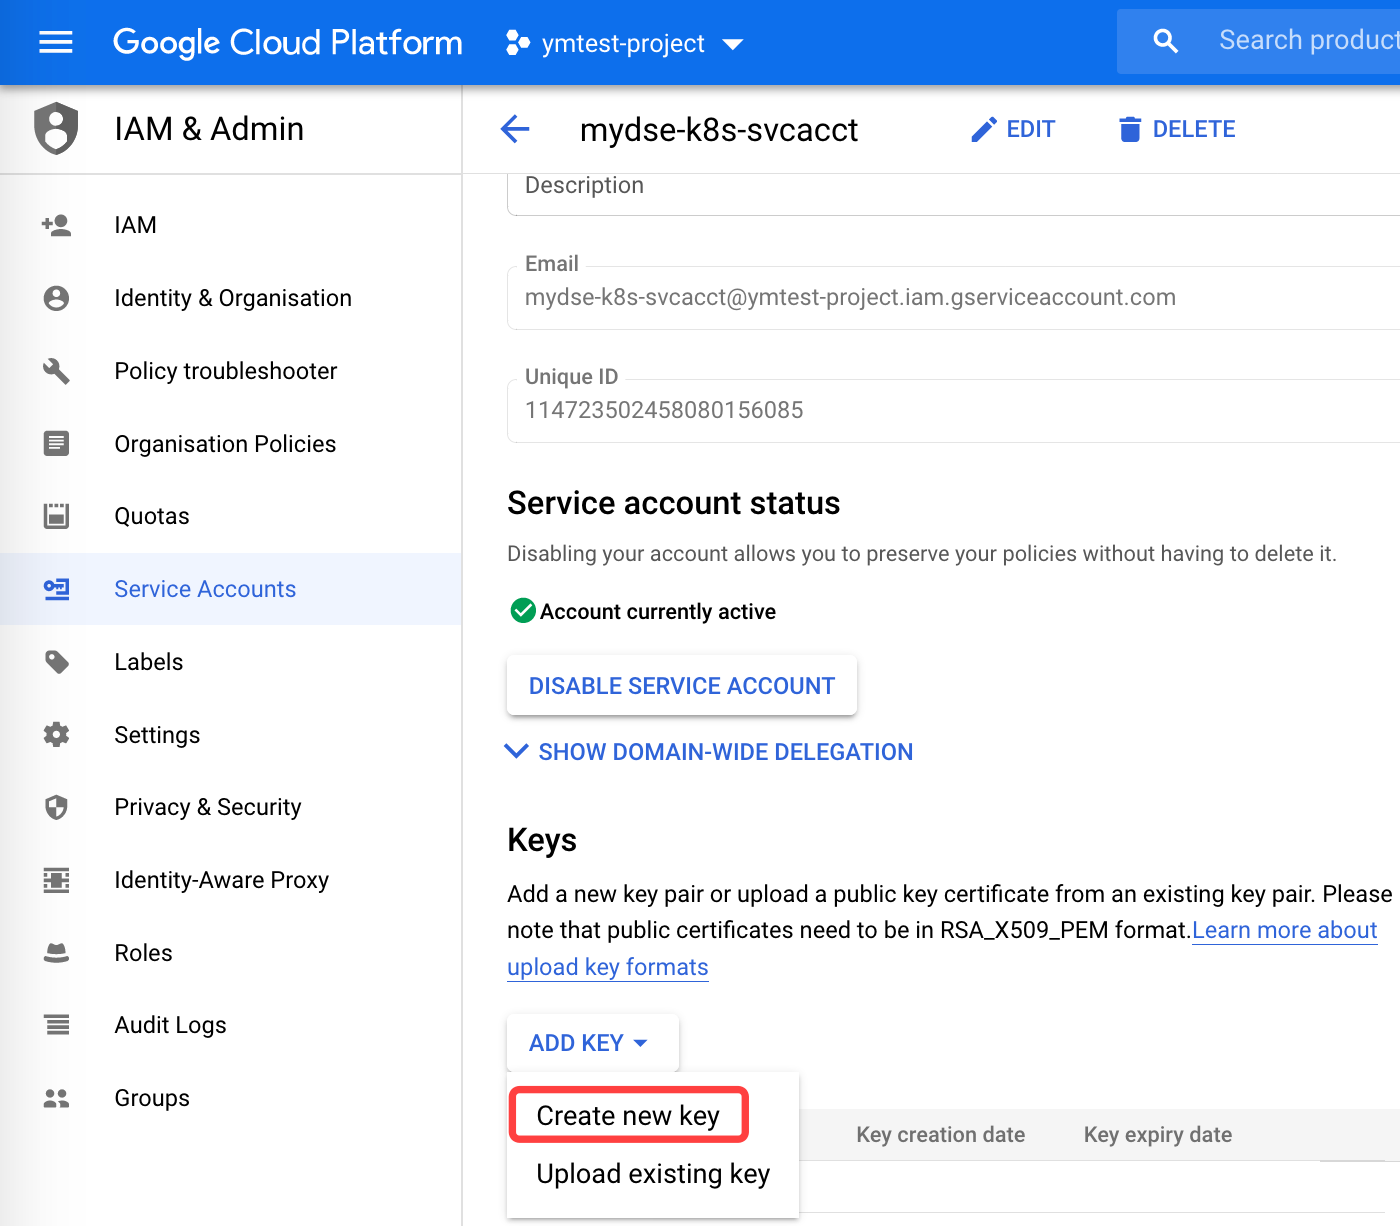 Google Cloud Platform
ymtest-project
Search product
IAM & Admin
mydse-k8s-svcacct
EDIT
DELETE
IAM
Identity & Organisation
Policy troubleshooter
Organisation Policies
Quotas
Service Accounts
Labels
Settings
Privacy & Security
Identity-Aware Proxy
Roles
Audit Logs
Groups
Description
Email
mydse-k8s-svcacct@ymtest-project.iam.gserviceaccount.com
Unique ID
114723502458080156085
Service account status
Disabling your account allows you to preserve your policies without having to delete it.
Account currently active
DISABLE SERVICE ACCOUNT
SHOW DOMAIN-WIDE DELEGATION
Keys
Add a new key pair or upload a public key certificate from an existing key pair. Please
note that public certificates need to be in RSA_X509_PEM format.Learn more about
upload key formats
ADD KEY
Create new key
Upload existing key
Key creation date
Key expiry date